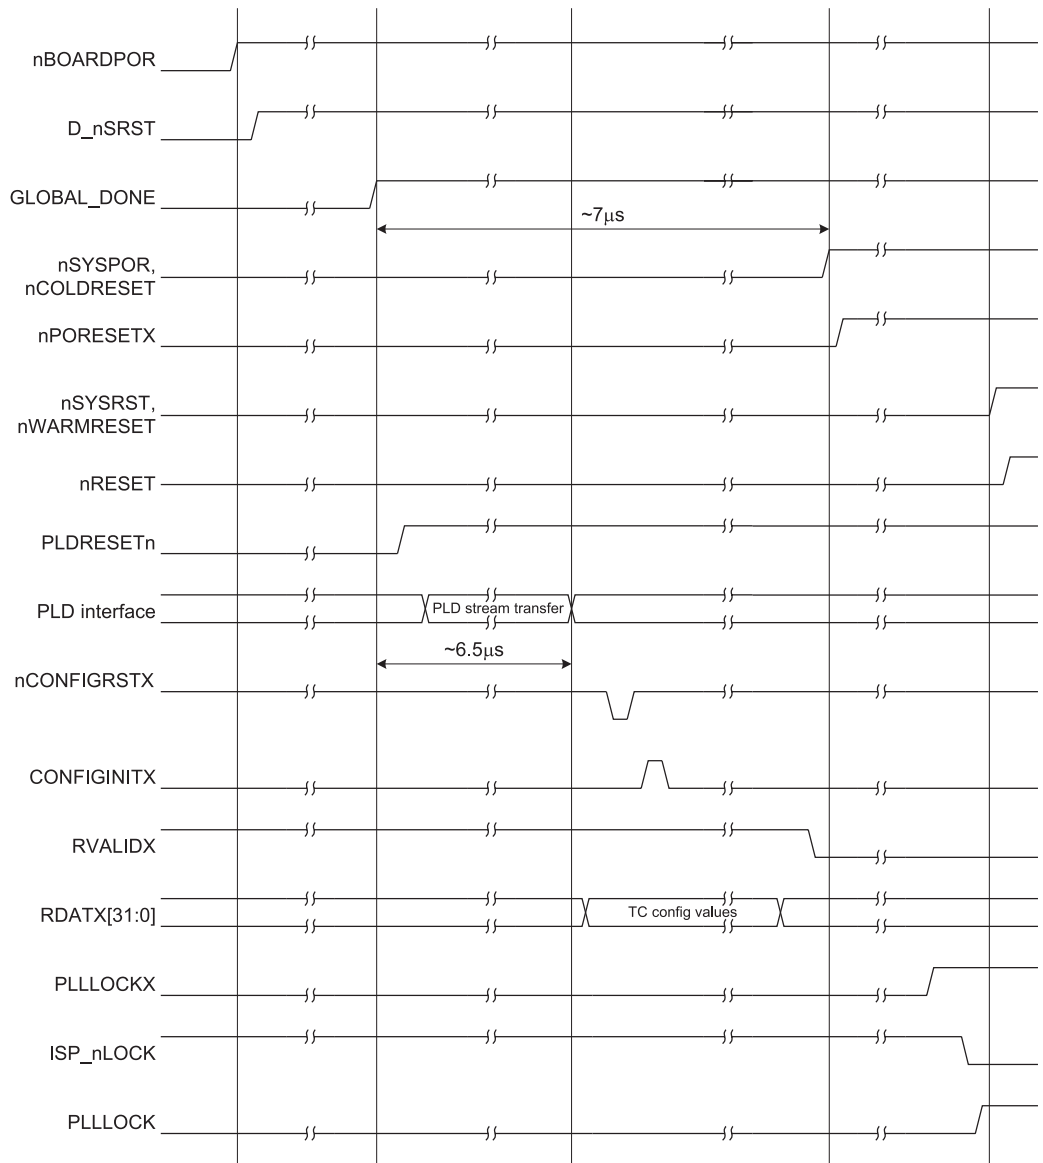 nBOARDPOR
D_nSRST
GLOBAL_DONE
~7μs
nSYSPOR,
nCOLDRESET
nPORESETX
nSYSRST,
nWARMRESET
nRESET
PLDRESETn
PLD interface
PLD stream transfer
~6.5μs
nCONFIGRSTX
CONFIGINITX
RVALIDX
RDATX[31:0]
TC config values
PLLLOCKX
ISP_nLOCK
PLLLOCK